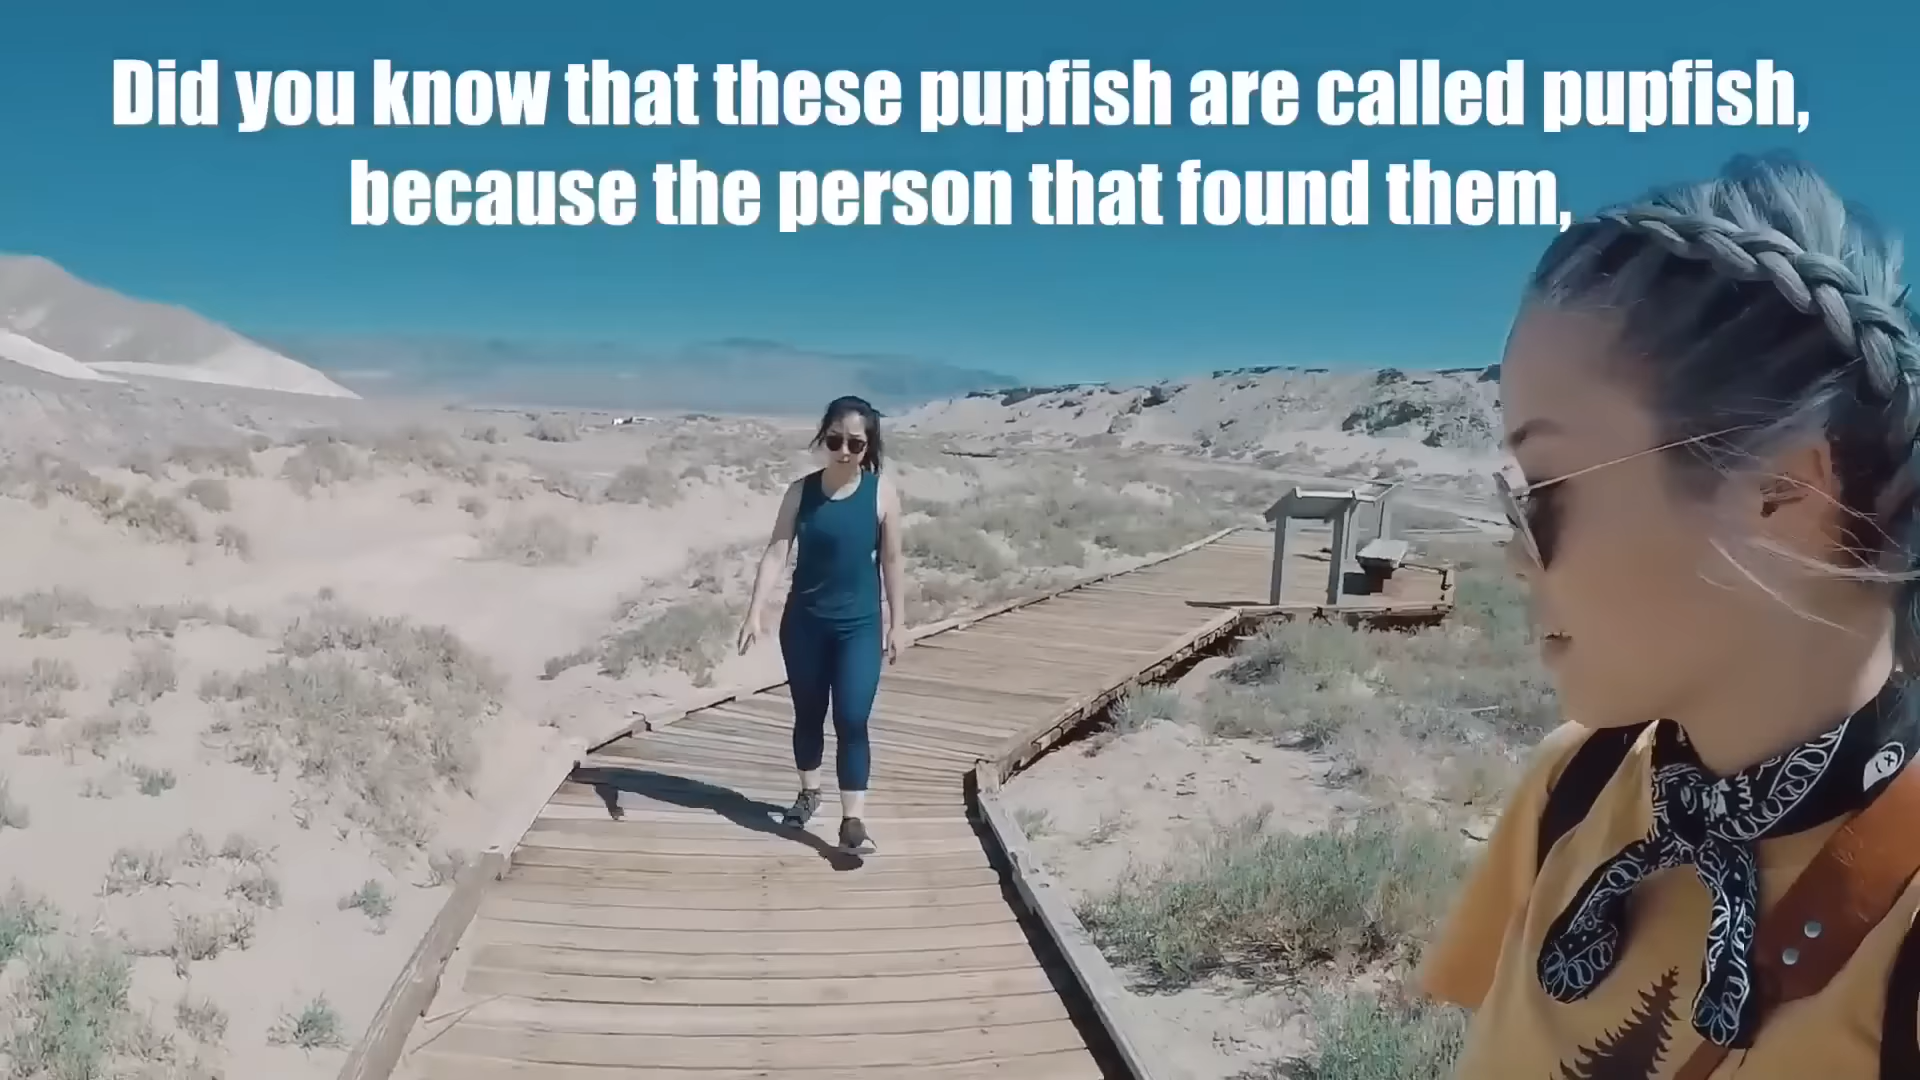 Did you know that these pupfish are called pupfish,
because the person that found them,